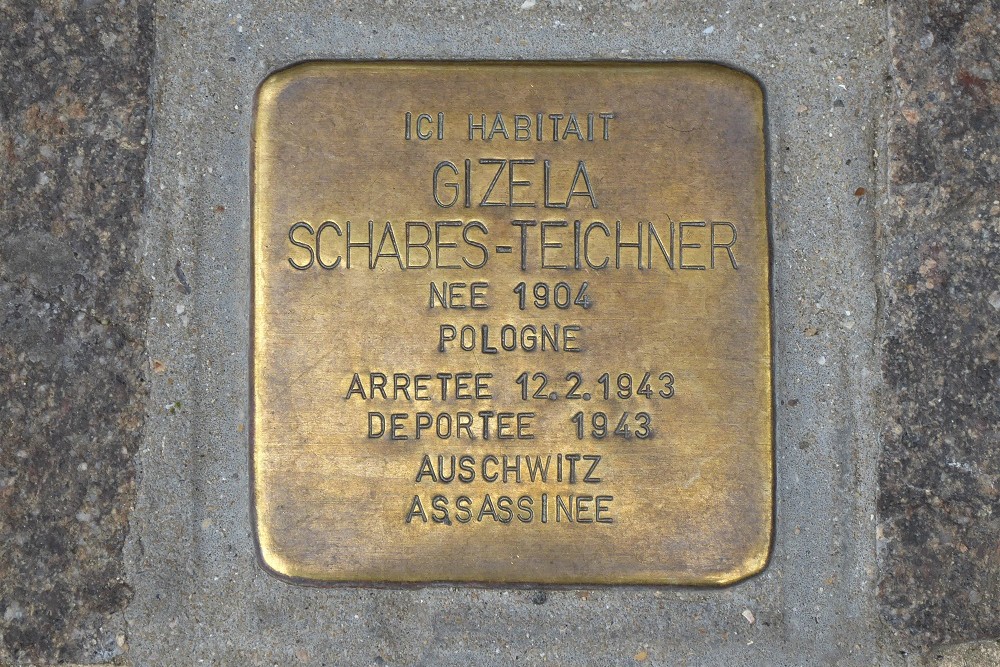 ICI HABITAIT
GIZELA
SCHABES-TEICHNER
NEE 1904
POLOGNE
ARRETEE 12.2.1943
DEPORTEE 1943
AUSCHWITZ
ASSASSINEE